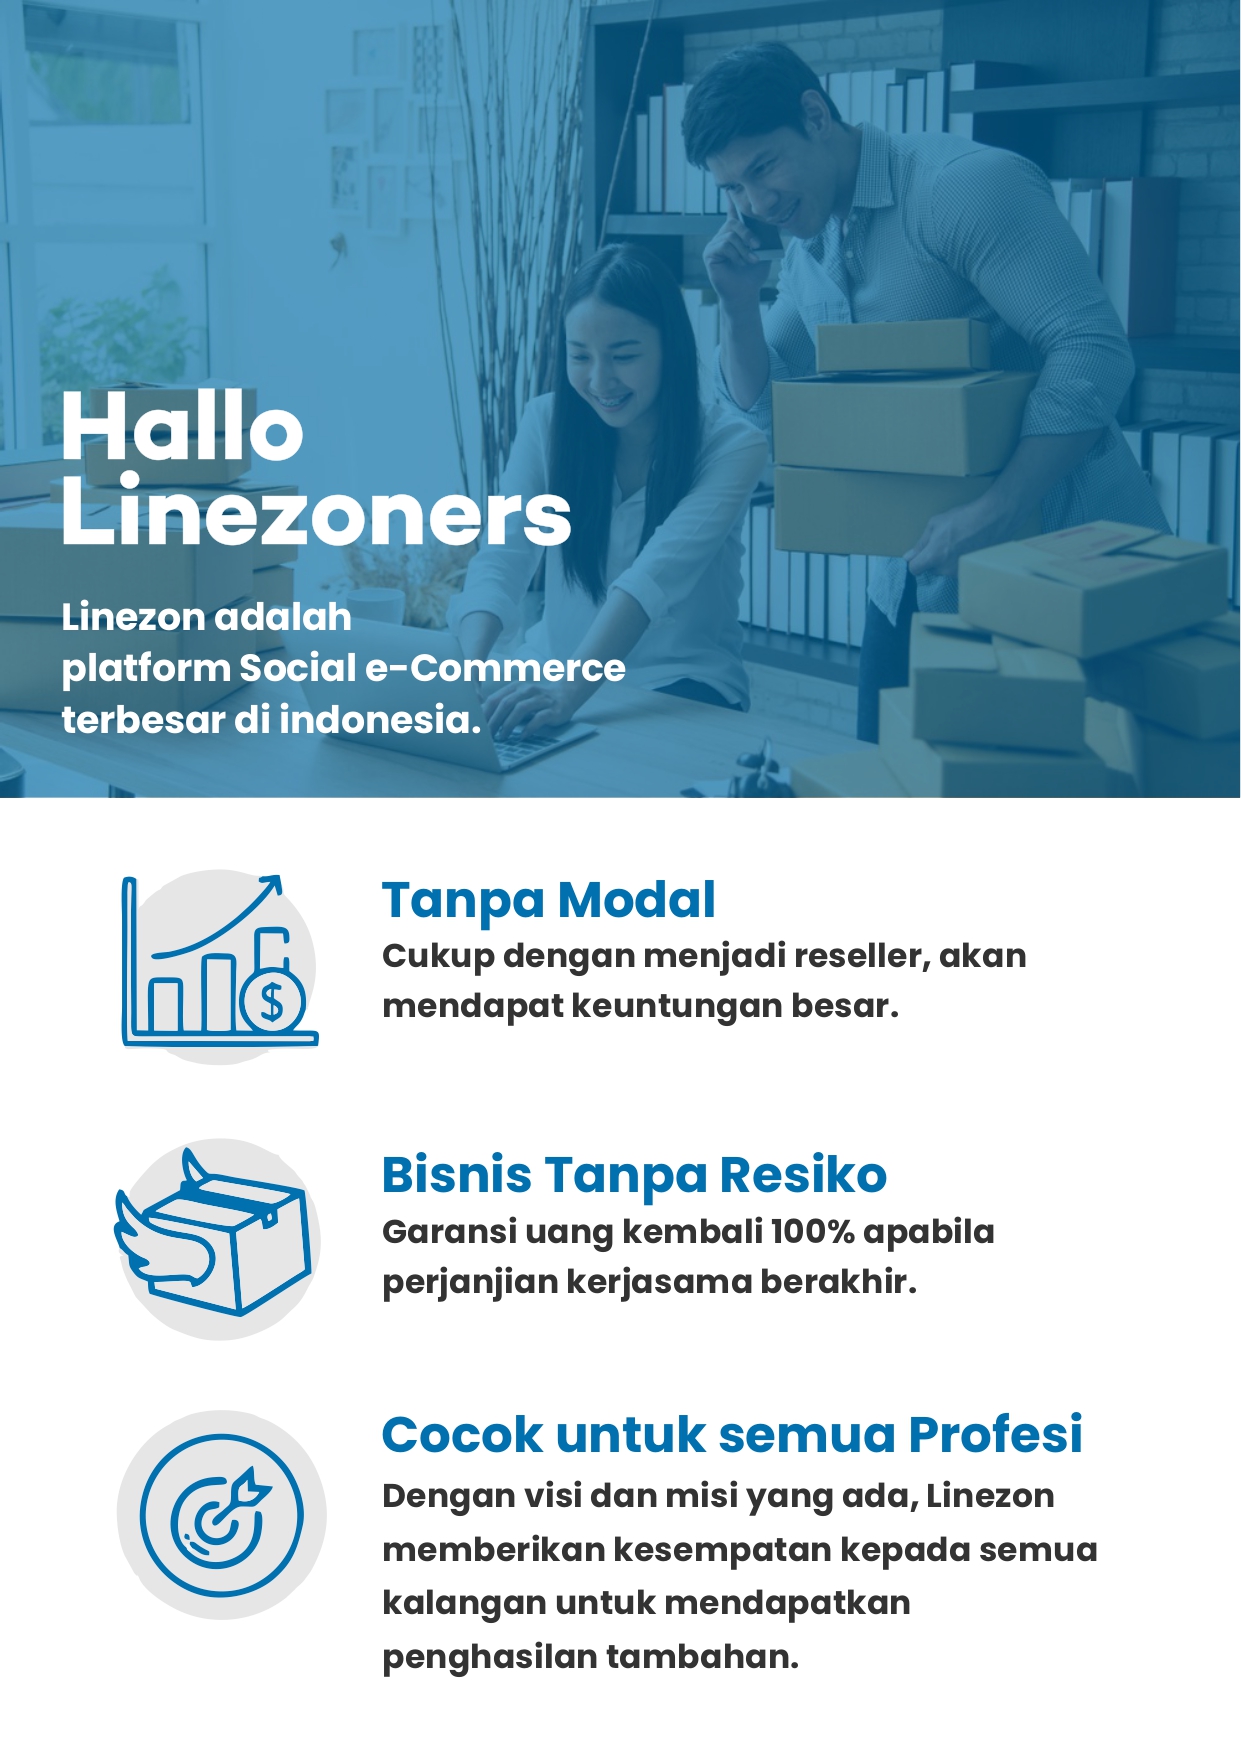 Hallo
Linezoners
Linezon adalah
platform Social e-Commerce
terbesar di indonesia.
Tanpa Modal
Cukup dengan menjadi reseller, akan
mendapat keuntungan besar.
$
Bisnis Tanpa Resiko
Garansi uang kembali 100% apabila
perjanjian kerjasama berakhir.
Cocok untuk semua Profesi
Dengan visi dan misi yang ada, Linezon
memberikan kesempatan kepada semua
kalangan untuk mendapatkan
penghasilan tambahan.